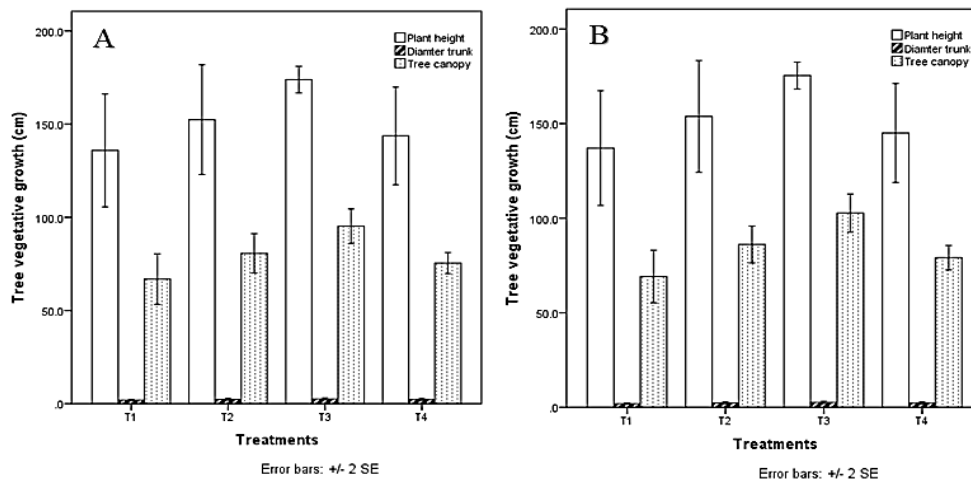 A
200.0
150.0
100.0
50.0
.0
Tree vegetative growth (cm)
Plant height
Diamter trunk
Tree canopy
T1 T2 T3 T4
Treatments
Error bars: +/- 2 SE
B
200.0
150.0
100.0
50.0
.0
Tree vegetative growth (cm)
Plant height
Diamter trunk
Tree canopy
T1 T2 T3 T4
Treatments
Error bars: +/- 2 SE